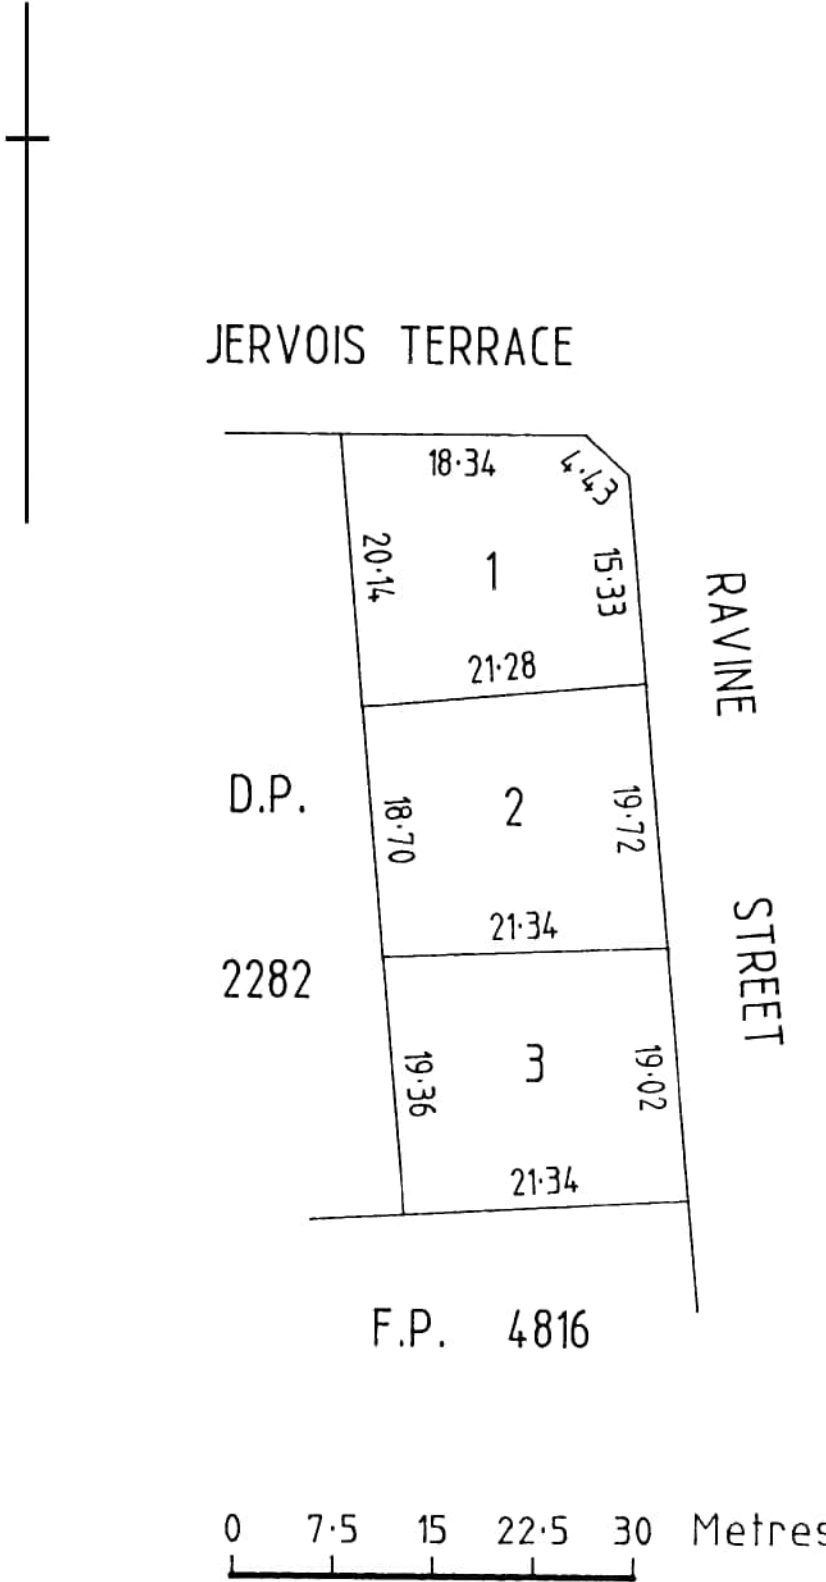 JERVOIS TERRACE
18·34
4·43
20·14
1
15·33
RAVINE
21·28
D.P.
18·70
2
19·72
STREET
21·34
2282
19·36
3
19·02
21·34
F.P. 4816
0 7·5 15 22·5 30 Metres